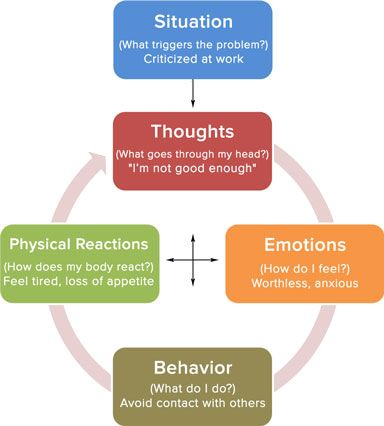 Situation
(What triggers the problem?)
Criticized at work
Thoughts
(What goes through my head?)
"I'm not good enough"
Physical Reactions
(How does my body react?)
Feel tired, loss of appetite
Emotions
(How do I feel?)
Worthless, anxious
Behavior
(What do I do?)
Avoid contact with others